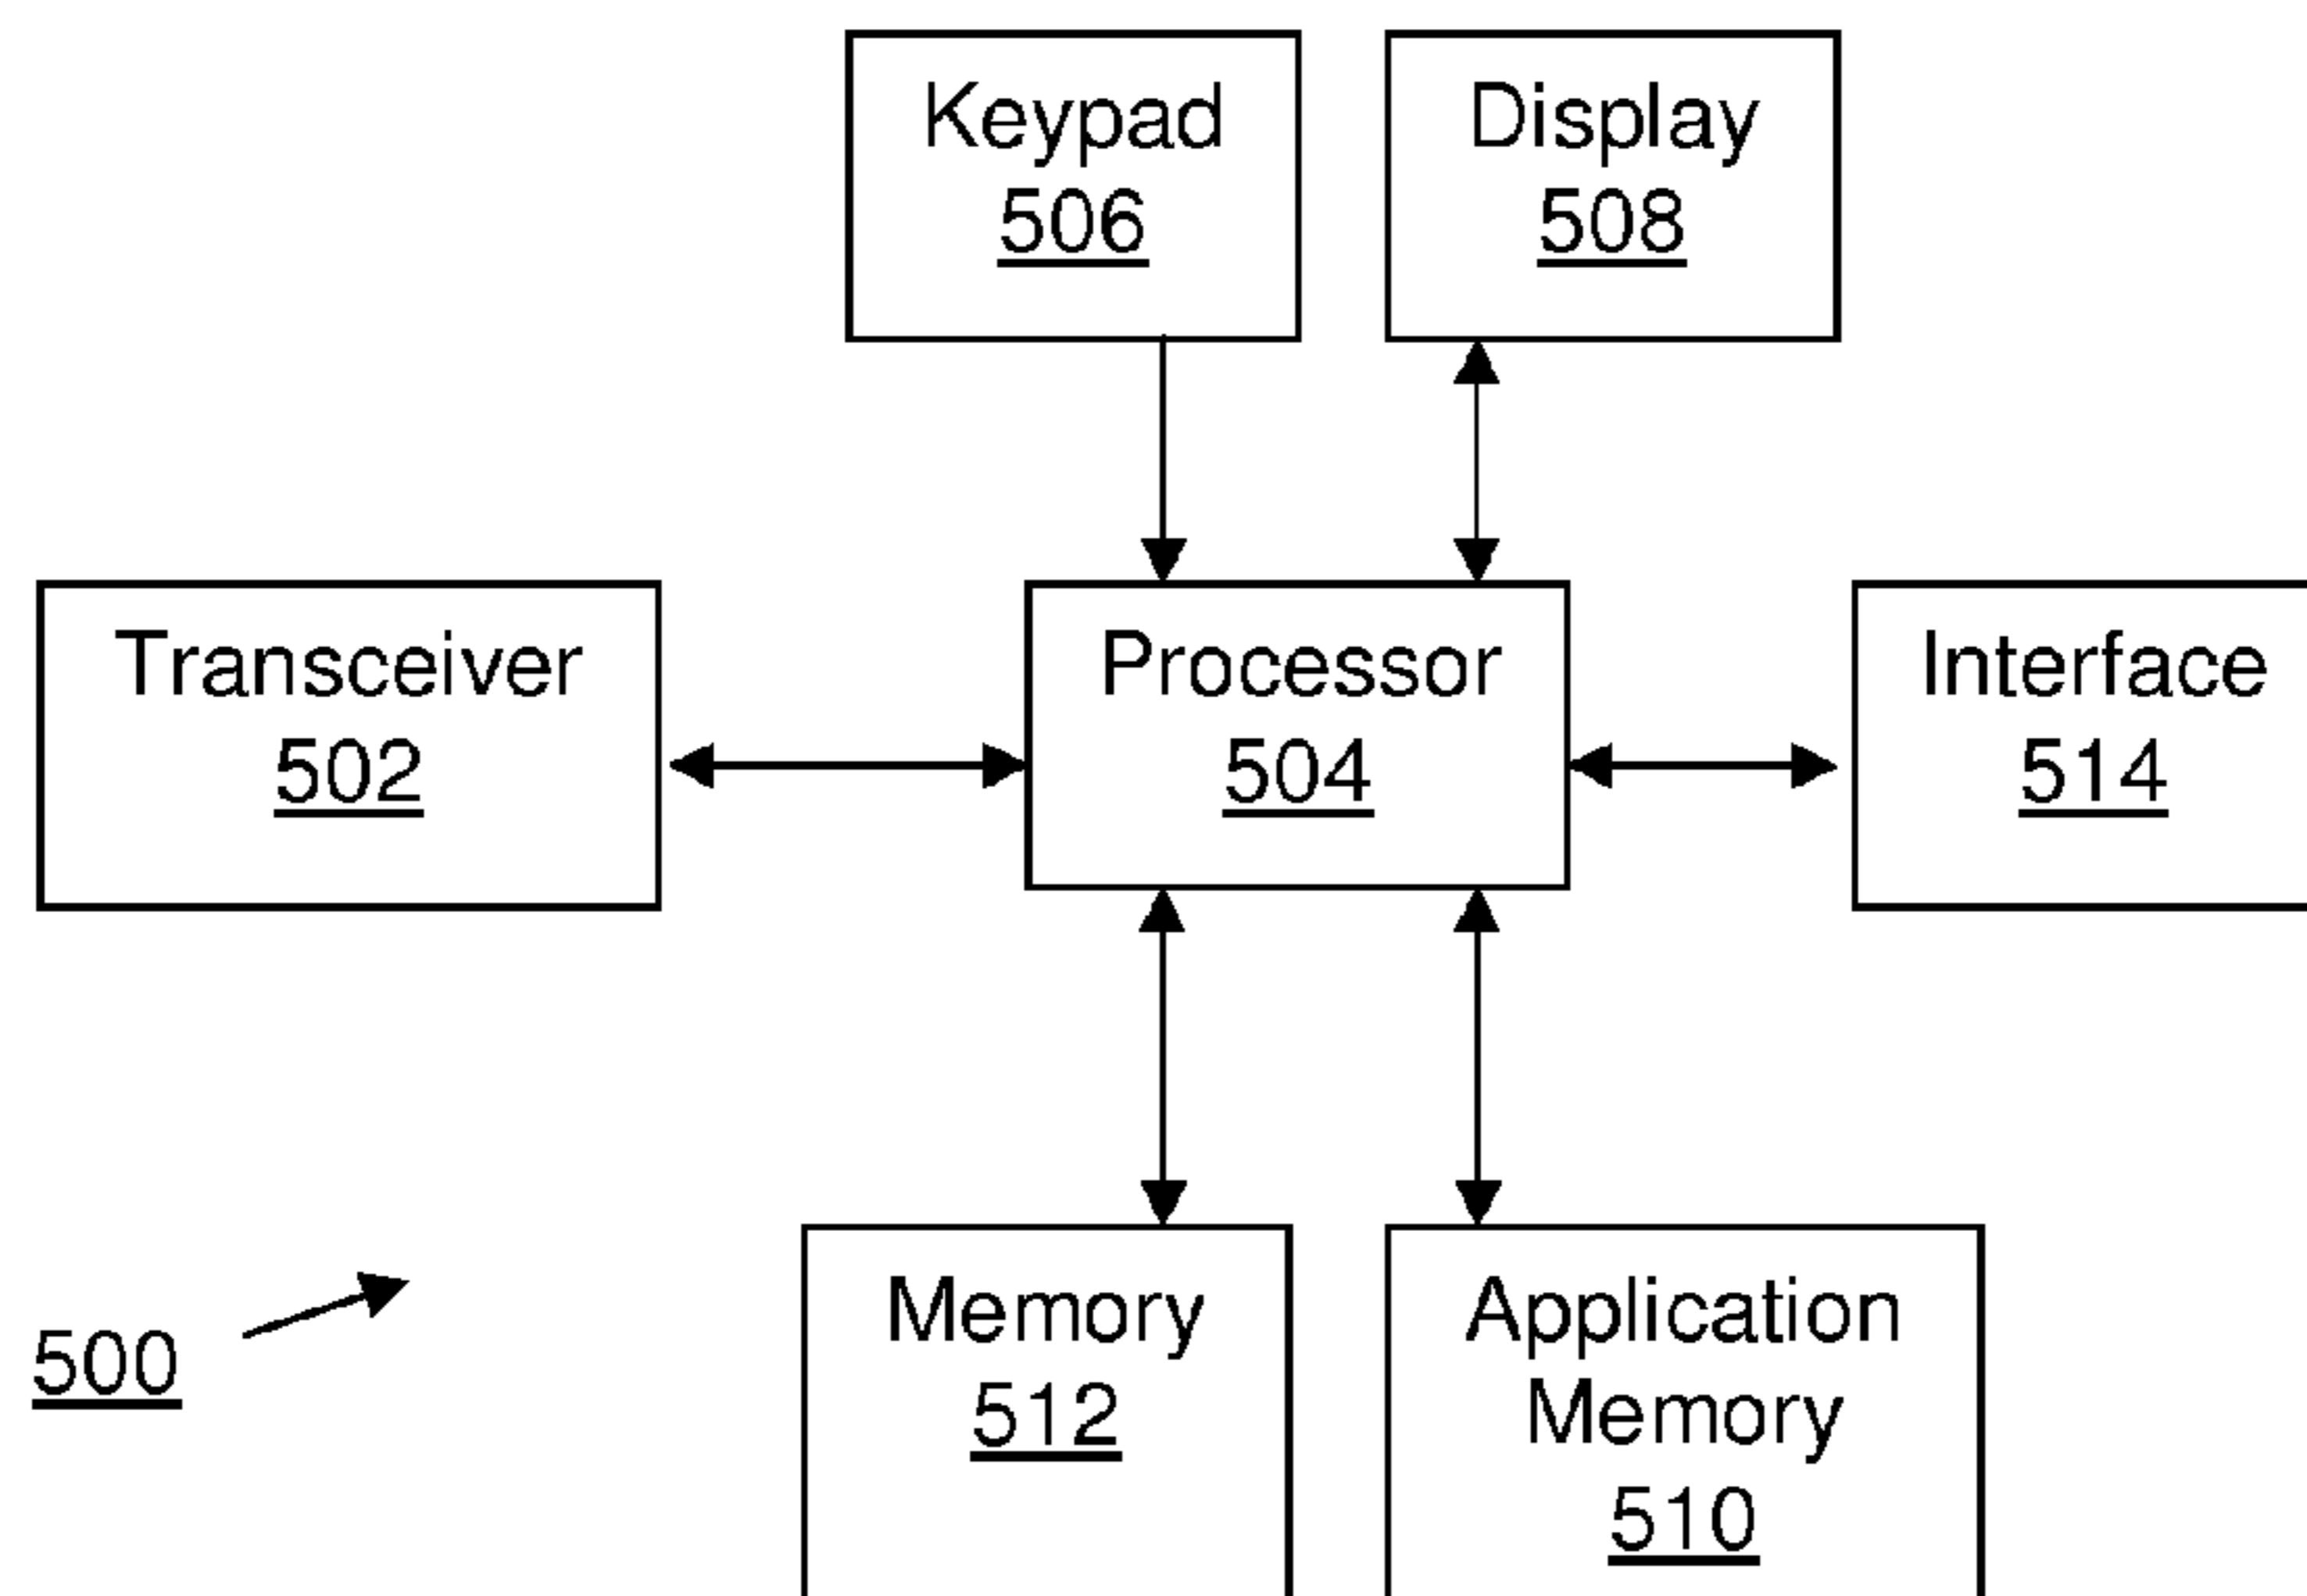 Keypad
506
Display
508
Transceiver
502
Processor
504
Interface
514
500
Memory
512
Application
Memory
510